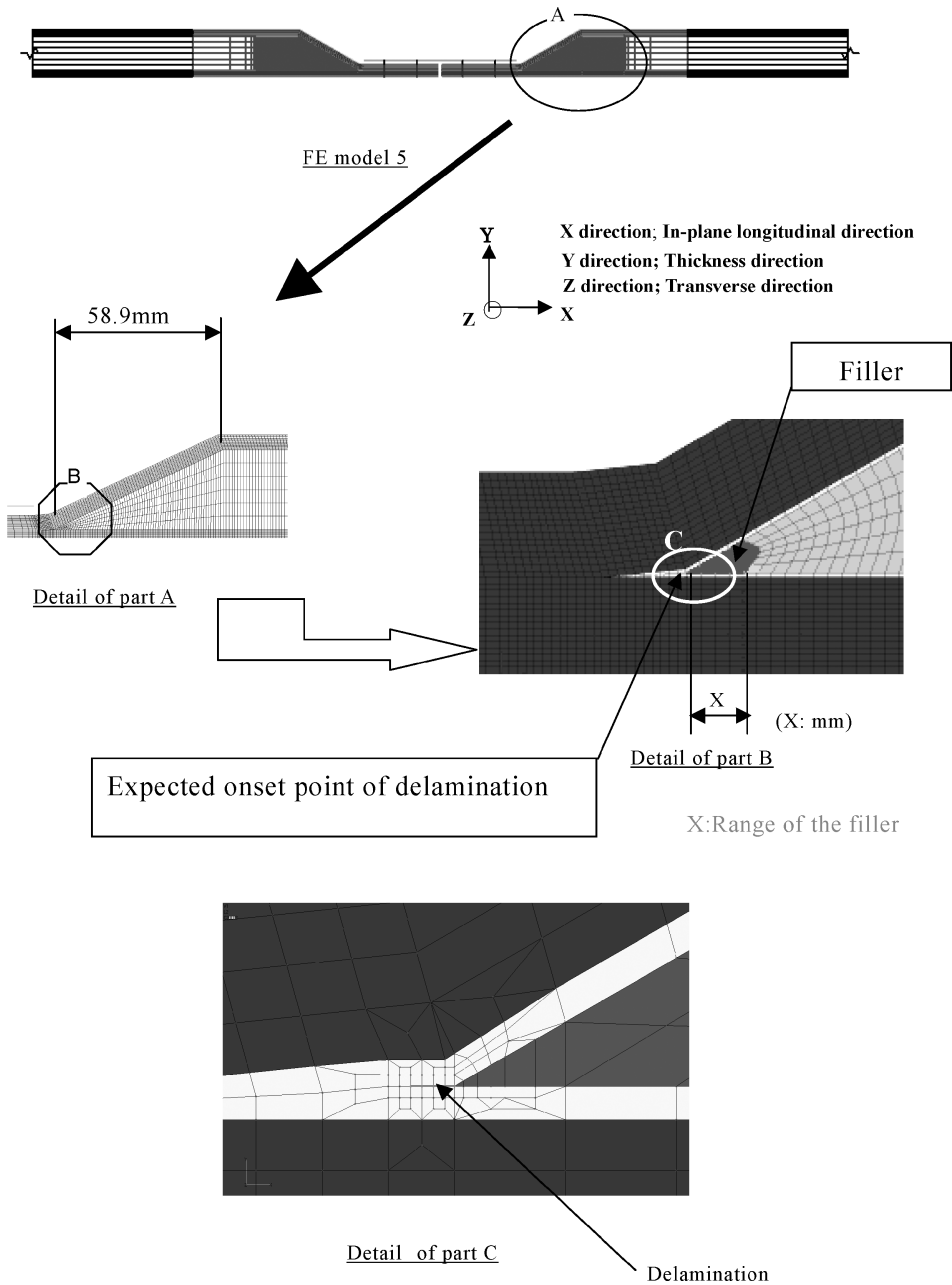 A
FE model 5
X direction; In-plane longitudinal direction
Y direction; Thickness direction
Z direction; Transverse direction
Y
Z
X
58.9mm
Filler
B
C
Detail of part A
X
(X: mm)
Detail of part B
Expected onset point of delamination
X:Range of the filler
Detail of part C
Delamination